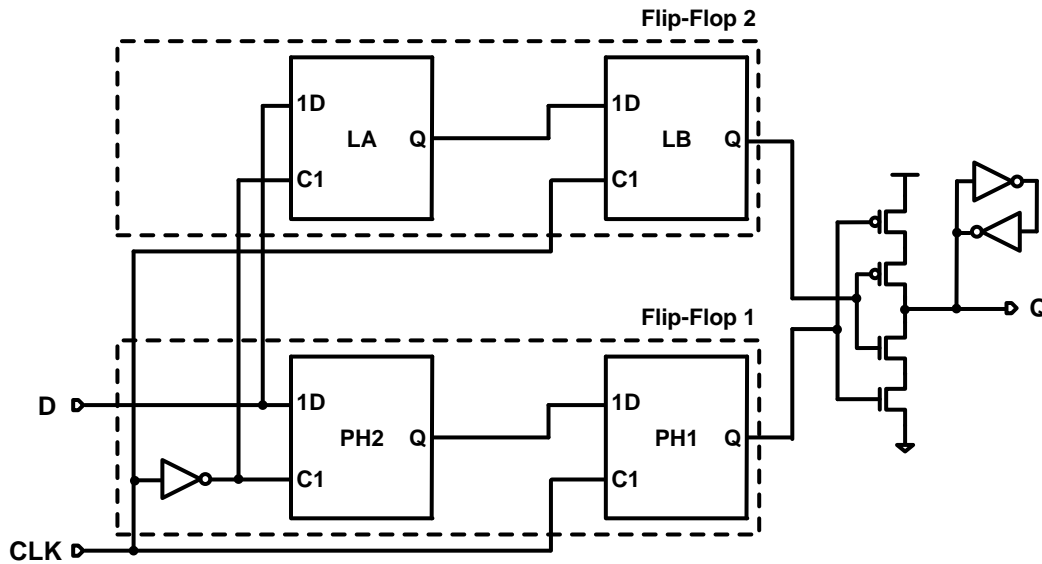 Flip-Flop 2
1D
LA
Q
C1
1D
LB
Q
C1
Q
Flip-Flop 1
D
1D
PH2
Q
C1
1D
PH1
Q
C1
CLK